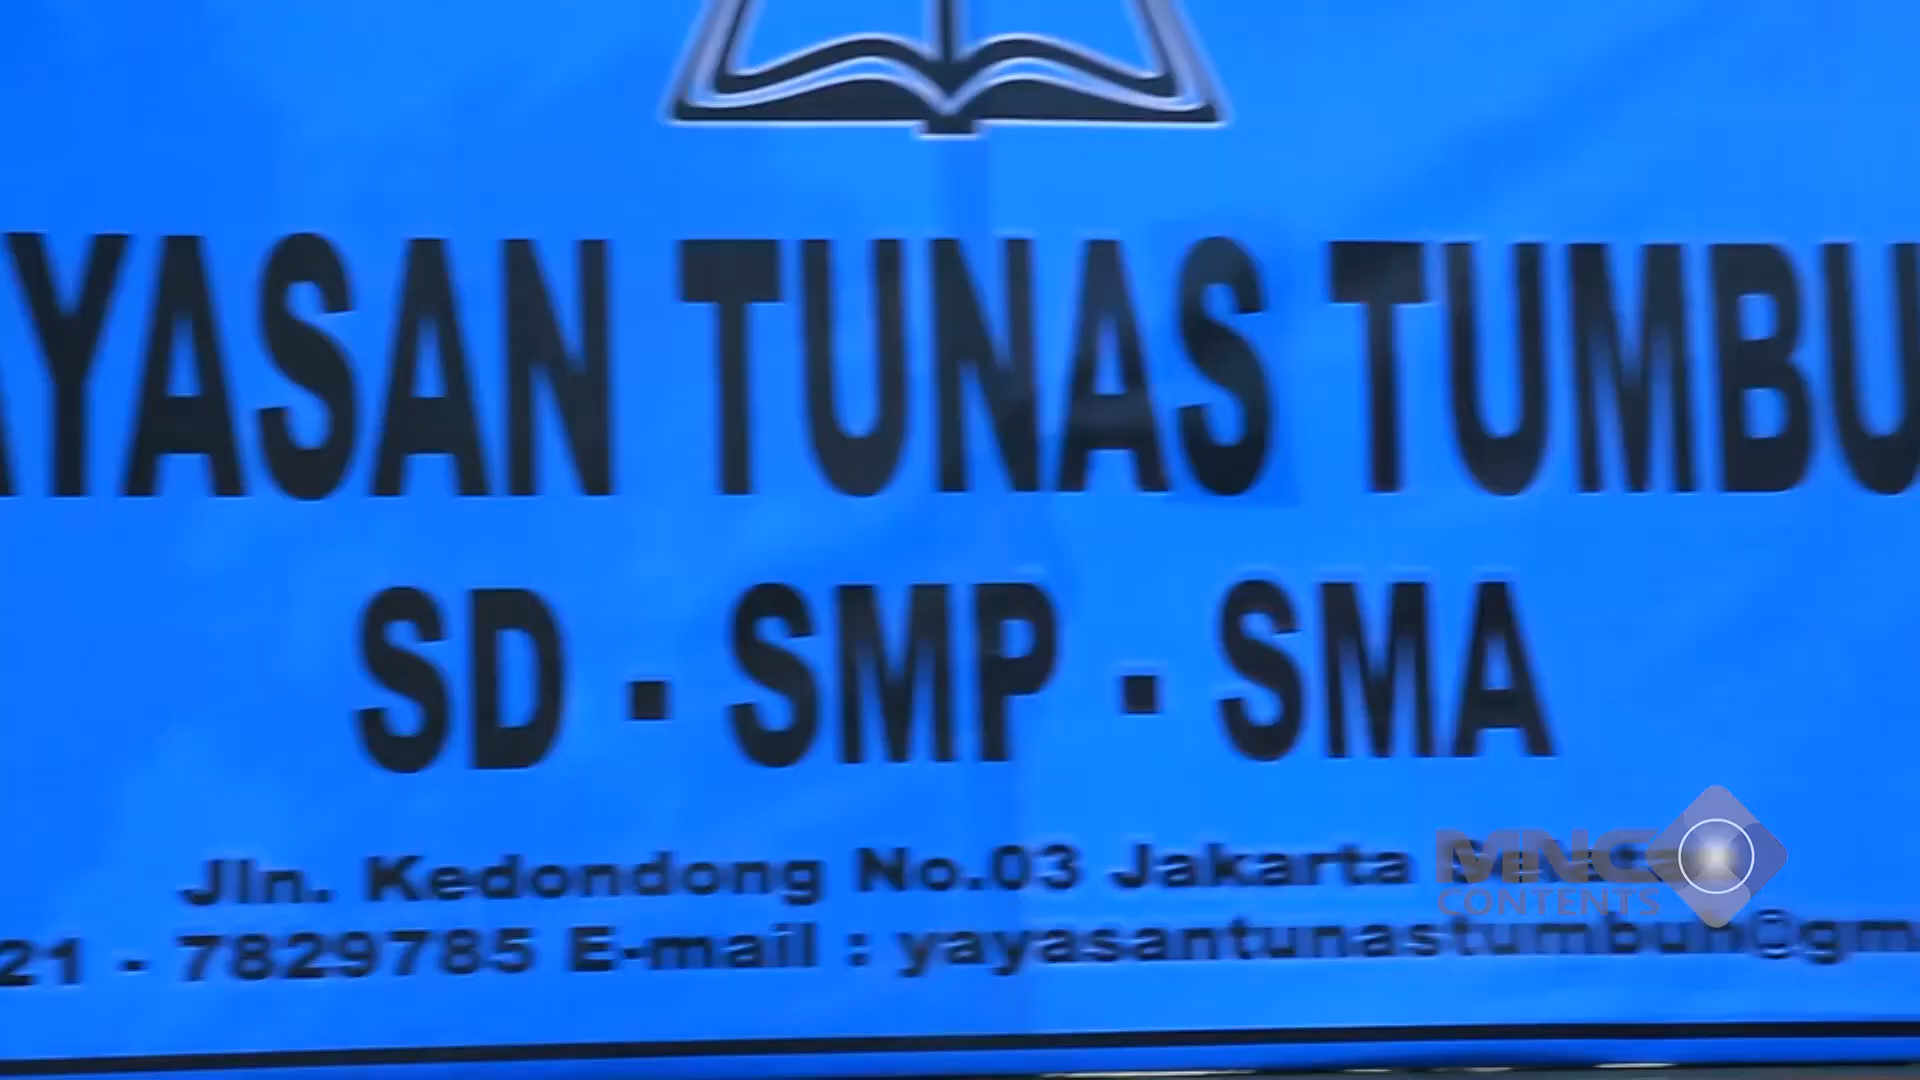 AYASAN TUNAS TUMBU
SD - SMP - SMA
Jln. Kedondong No.03 Jakarta
21 - 7829785 E-mail : yayasantunastumbuh@gm
MNC
CONTENTS